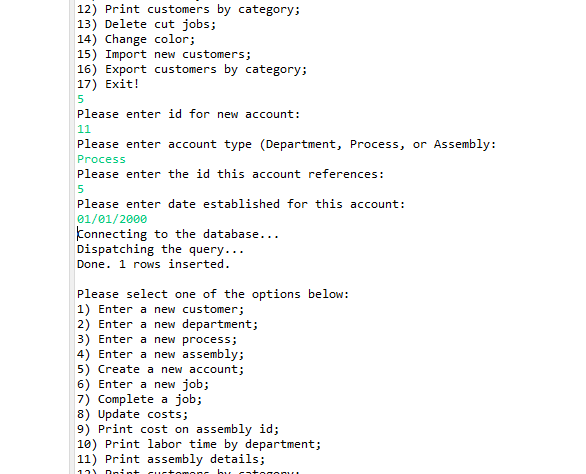 12) Print customers by category;
13) Delete cut jobs;
14) Change color;
15) Import new customers;
16) Export customers by category;
17) Exit!
5
Please enter id for new account:
11
Please enter account type (Department, Process, or Assembly:
Process
Please enter the id this account references:
5
Please enter date established for this account:
01/01/2000
Connecting to the database...
Dispatching the query...
Done. 1 rows inserted.

Please select one of the options below:
1) Enter a new customer;
2) Enter a new department;
3) Enter a new process;
4) Enter a new assembly;
5) Create a new account;
6) Enter a new job;
7) Complete a job;
8) Update costs;
9) Print cost on assembly id;
10) Print labor time by department;
11) Print assembly details;
12) Print customers by category;